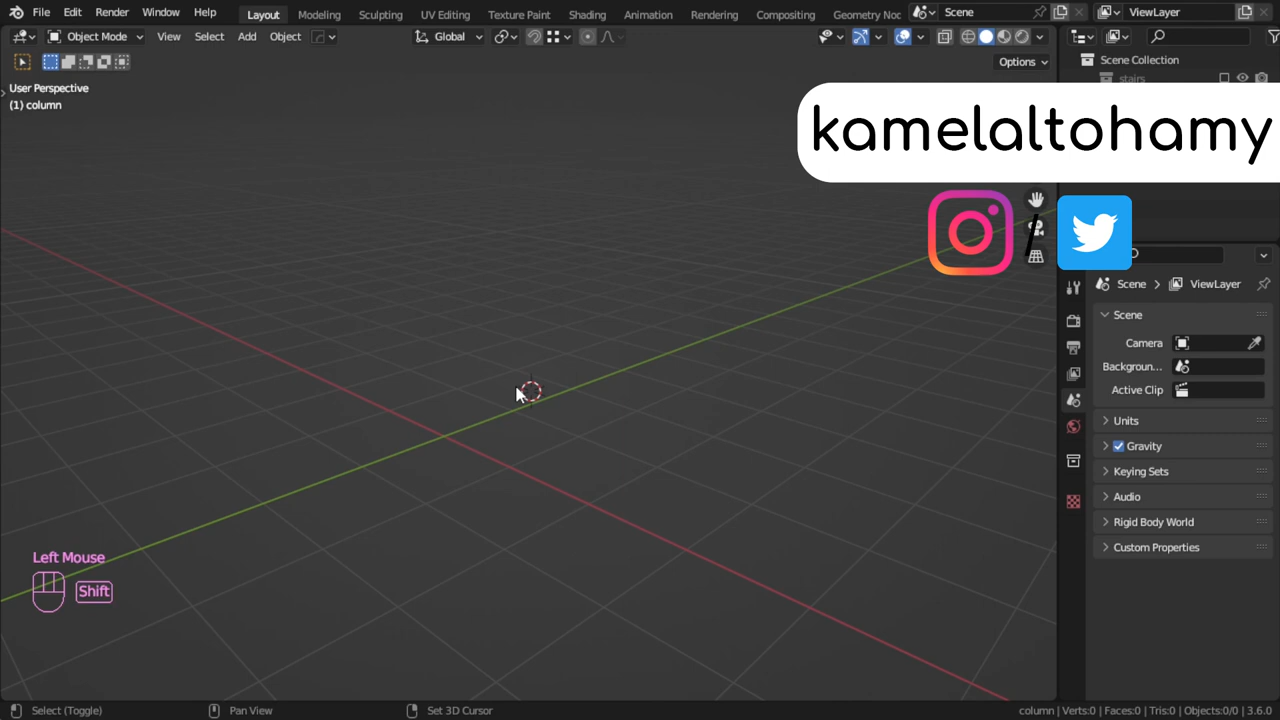 File Edit Render Window Help Layout Modeling Sculpting UV Editing Texture Paint Shading Animation Rendering Compositing Geometry Noc Scene ViewLayer
Object Mode View Select Add Object Global
Options
Scene Collection
stairs
User Perspective
(1) column
kamelaltohamy
/
Scene > ViewLayer
Scene
Camera
Backgroun...
Active Clip
Units
Gravity
Keying Sets
Audio
Rigid Body World
Custom Properties
Left Mouse
Shift
Select (Toggle) Pan View Set 3D Cursor column | Verts:0 | Faces:0 | Tris:0 | Objects:0/0 | 3.6.0